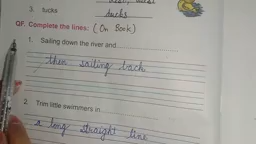 3. tucks
tucks
QF. Complete the lines: (On Book)
1. Sailing down the river and..............................
then sailing back
2. Trim little swimmers in..............................
a long straight line